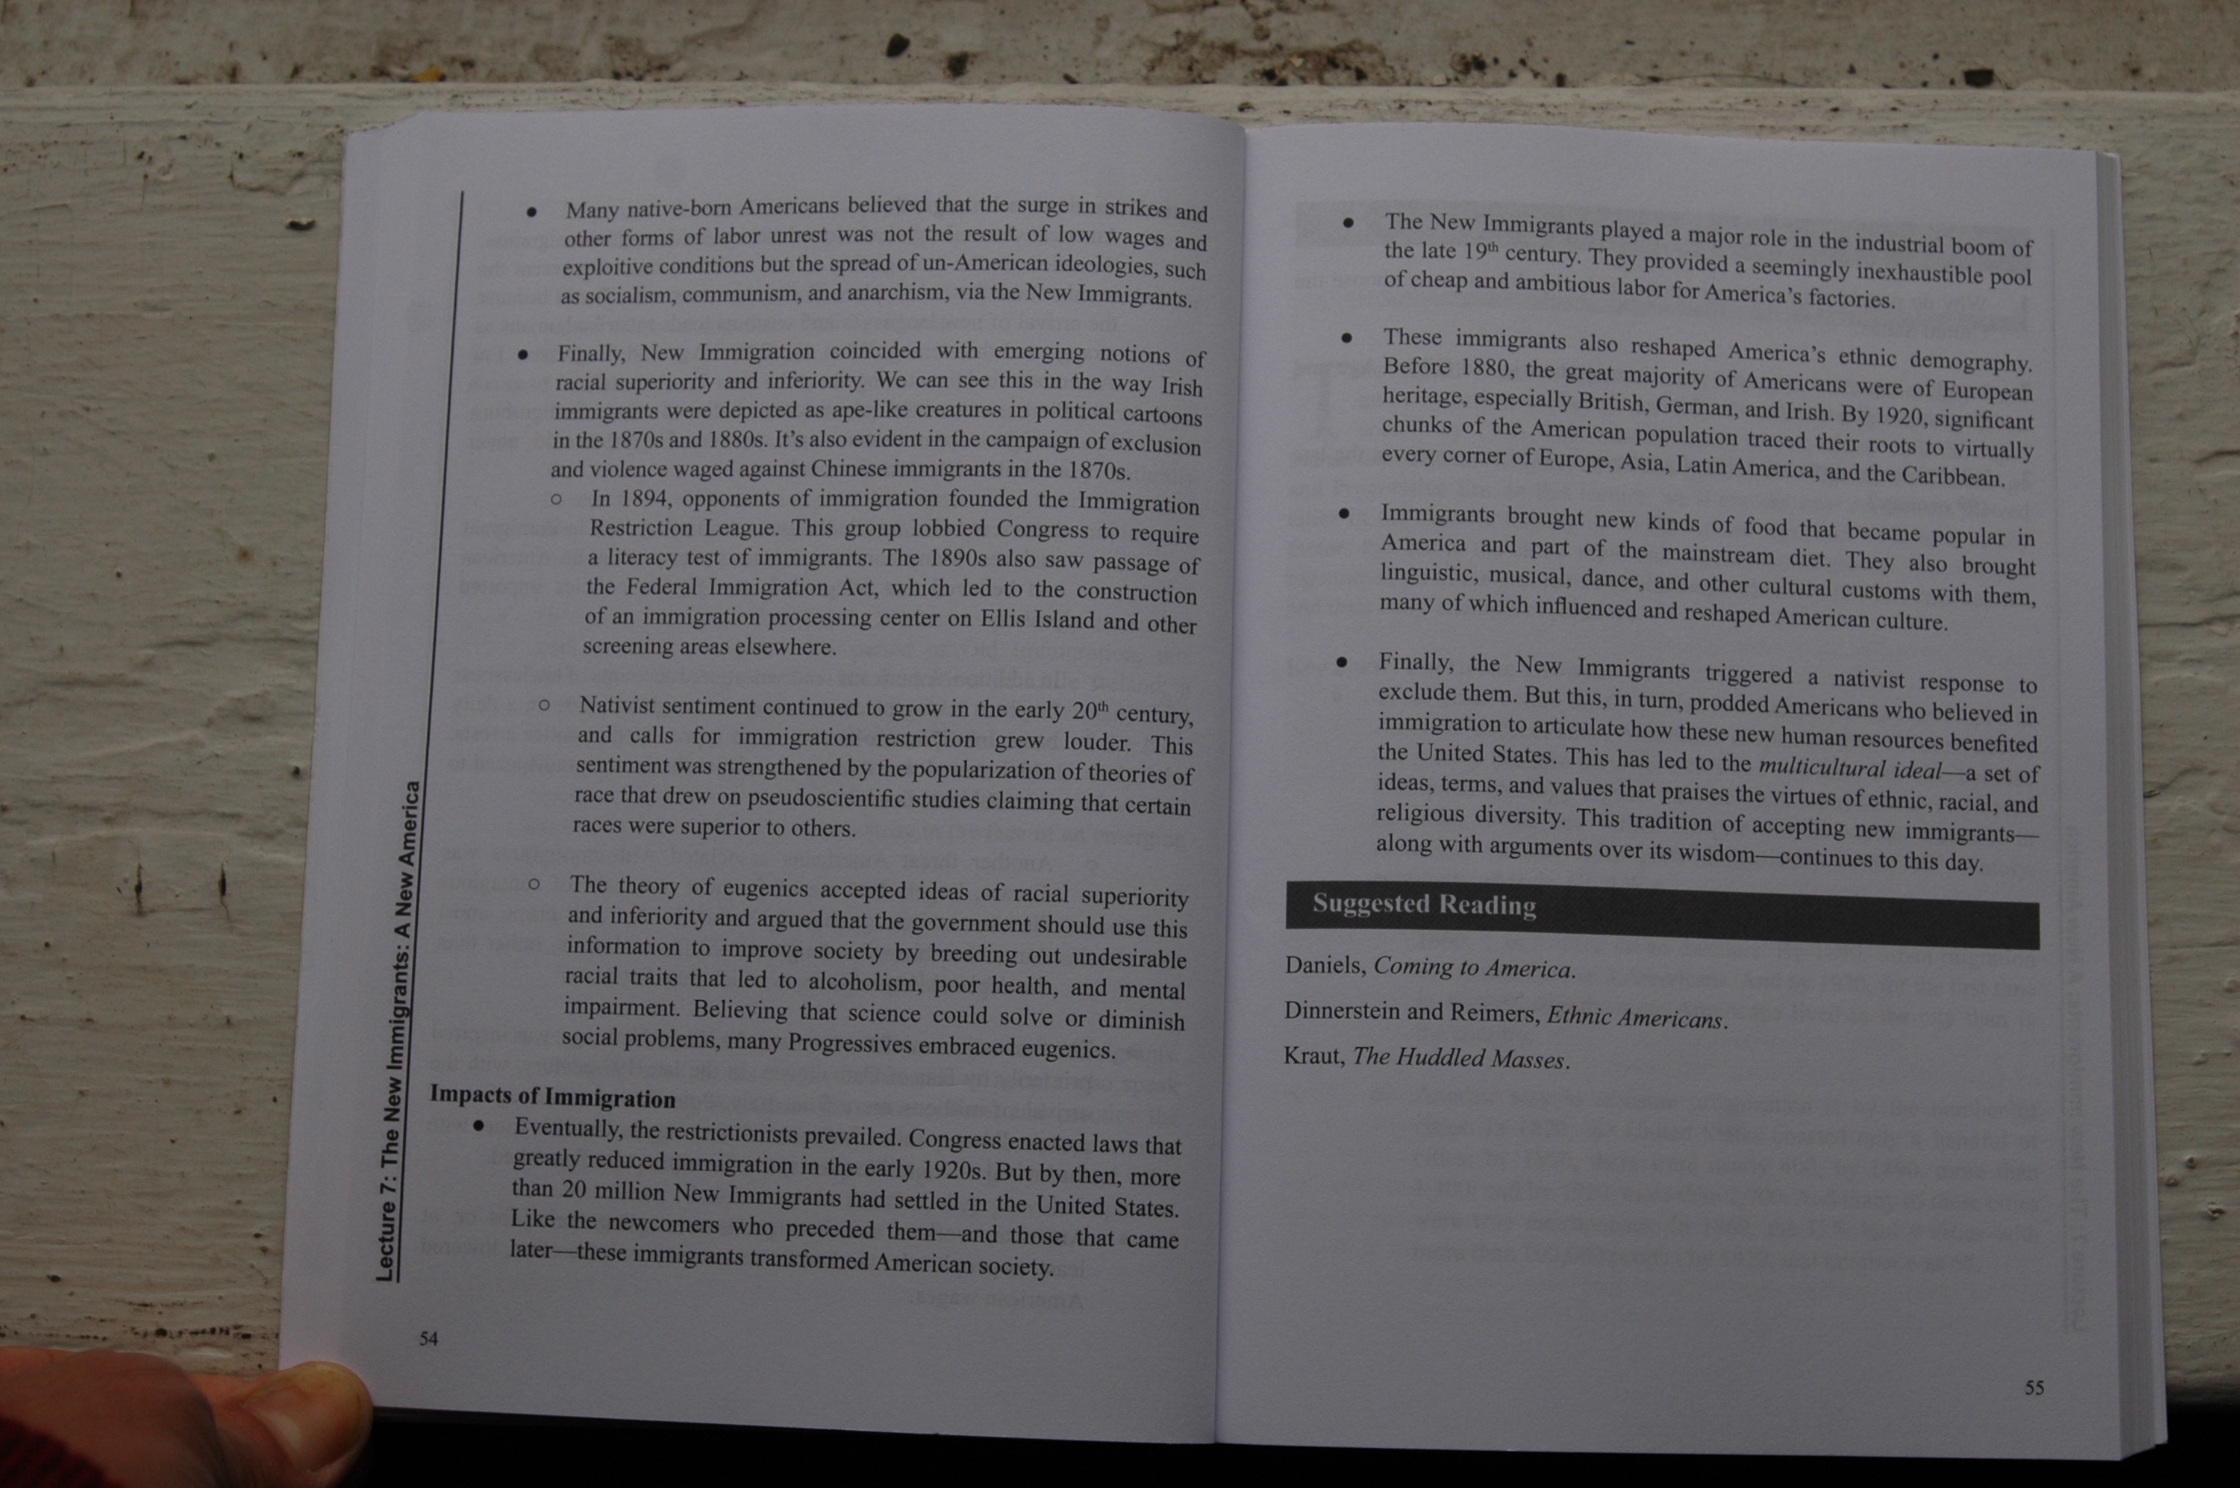 • Many native-born Americans believed that the surge in strikes and
other forms of labor unrest was not the result of low wages and
exploitive conditions but the spread of un-American ideologies, such
as socialism, communism, and anarchism, via the New Immigrants.
• Finally, New Immigration coincided with emerging notions of
racial superiority and inferiority. We can see this in the way Irish
immigrants were depicted as ape-like creatures in political cartoons
in the 1870s and 1880s. It's also evident in the campaign of exclusion
and violence waged against Chinese immigrants in the 1870s.
o In 1894, opponents of immigration founded the Immigration
Restriction League. This group lobbied Congress to require
a literacy test of immigrants. The 1890s also saw passage of
the Federal Immigration Act, which led to the construction
of an immigration processing center on Ellis Island and other
screening areas elsewhere.
o Nativist sentiment continued to grow in the early 20th century,
and calls for immigration restriction grew louder. This
sentiment was strengthened by the popularization of theories of
race that drew on pseudoscientific studies claiming that certain
races were superior to others.
o The theory of eugenics accepted ideas of racial superiority
and inferiority and argued that the government should use this
information to improve society by breeding out undesirable
racial traits that led to alcoholism, poor health, and mental
impairment. Believing that science could solve or diminish
social problems, many Progressives embraced eugenics.
Impacts of Immigration
• Eventually, the restrictionists prevailed. Congress enacted laws that
greatly reduced immigration in the early 1920s. But by then, more
than 20 million New Immigrants had settled in the United States.
Like the newcomers who preceded them—and those that came
later—these immigrants transformed American society.
Lecture 7: The New Immigrants: A New America
54
• The New Immigrants played a major role in the industrial boom of
the late 19th century. They provided a seemingly inexhaustible pool
of cheap and ambitious labor for America's factories.
• These immigrants also reshaped America's ethnic demography.
Before 1880, the great majority of Americans were of European
heritage, especially British, German, and Irish. By 1920, significant
chunks of the American population traced their roots to virtually
every corner of Europe, Asia, Latin America, and the Caribbean.
• Immigrants brought new kinds of food that became popular in
America and part of the mainstream diet. They also brought
linguistic, musical, dance, and other cultural customs with them,
many of which influenced and reshaped American culture.
• Finally, the New Immigrants triggered a nativist response to
exclude them. But this, in turn, prodded Americans who believed in
immigration to articulate how these new human resources benefited
the United States. This has led to the multicultural ideal—a set of
ideas, terms, and values that praises the virtues of ethnic, racial, and
religious diversity. This tradition of accepting new immigrants—
along with arguments over its wisdom—continues to this day.
Suggested Reading
Daniels, Coming to America.
Dinnerstein and Reimers, Ethnic Americans.
Kraut, The Huddled Masses.
55